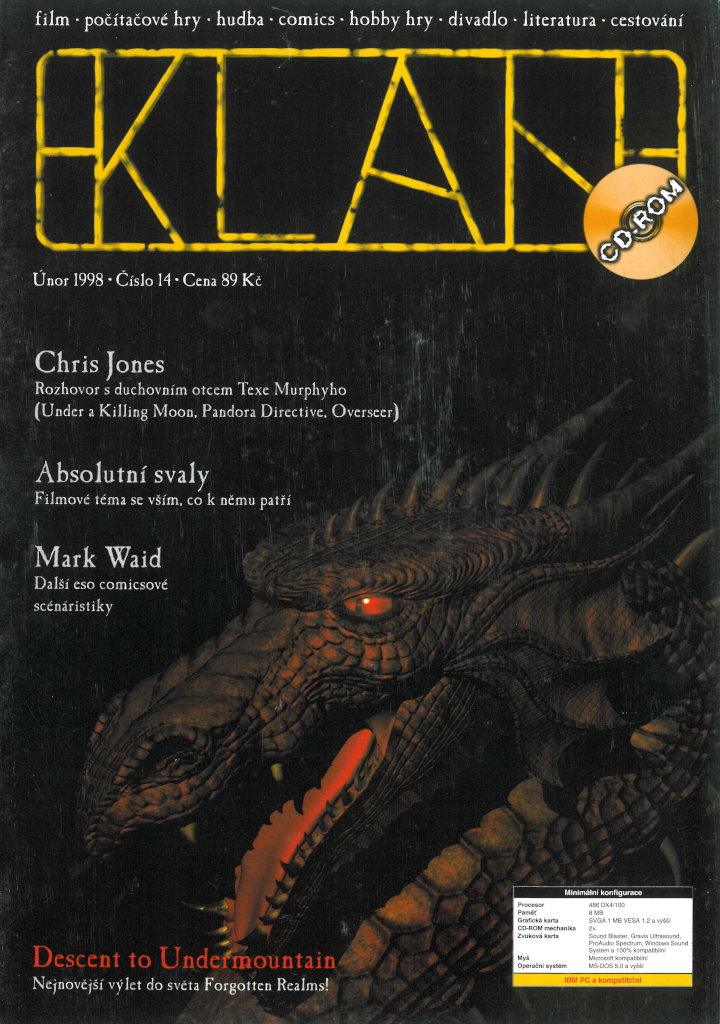 film · počítačové hry · hudba · comics · hobby hry · divadlo · literatura · cestování
KLAN
CD-ROM
Únor 1998 · Číslo 14 · Cena 89 Kč
Chris Jones
Rozhovor s duchovním otcem Texe Murphyho
(Under a Killing Moon, Pandora Directive, Overseer)
Absolutní svaly
Filmové téma se vším, co k němu patří
Mark Waid
Další eso comicsové
scénáristiky
Minimální konfigurace
Procesor 486 DX4/100
Paměť 8 MB
Grafická karta SVGA 1 MB VESA 1.2 a vyšší
CD-ROM mechanika 2x
Zvuková karta Sound Blaster, Gravis Ultrasound,
ProAudio Spectrum, Windows Sound
System a 100% kompatibilní
Myš Microsoft kompatibilní
Operační systém MS-DOS 5.0 a vyšší
IBM PC a kompatibilní
Descent to Undermountain
Nejnovější výlet do světa Forgotten Realms!